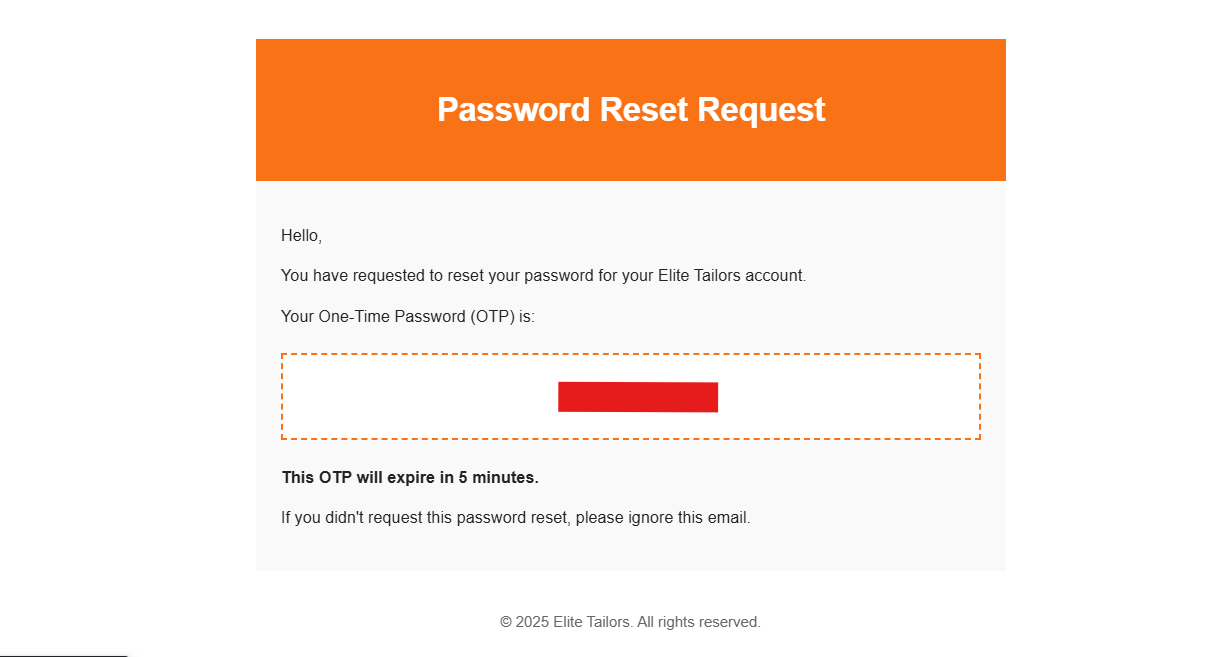 Password Reset Request
Hello,
You have requested to reset your password for your Elite Tailors account.
Your One-Time Password (OTP) is:
This OTP will expire in 5 minutes.
If you didn't request this password reset, please ignore this email.
© 2025 Elite Tailors. All rights reserved.